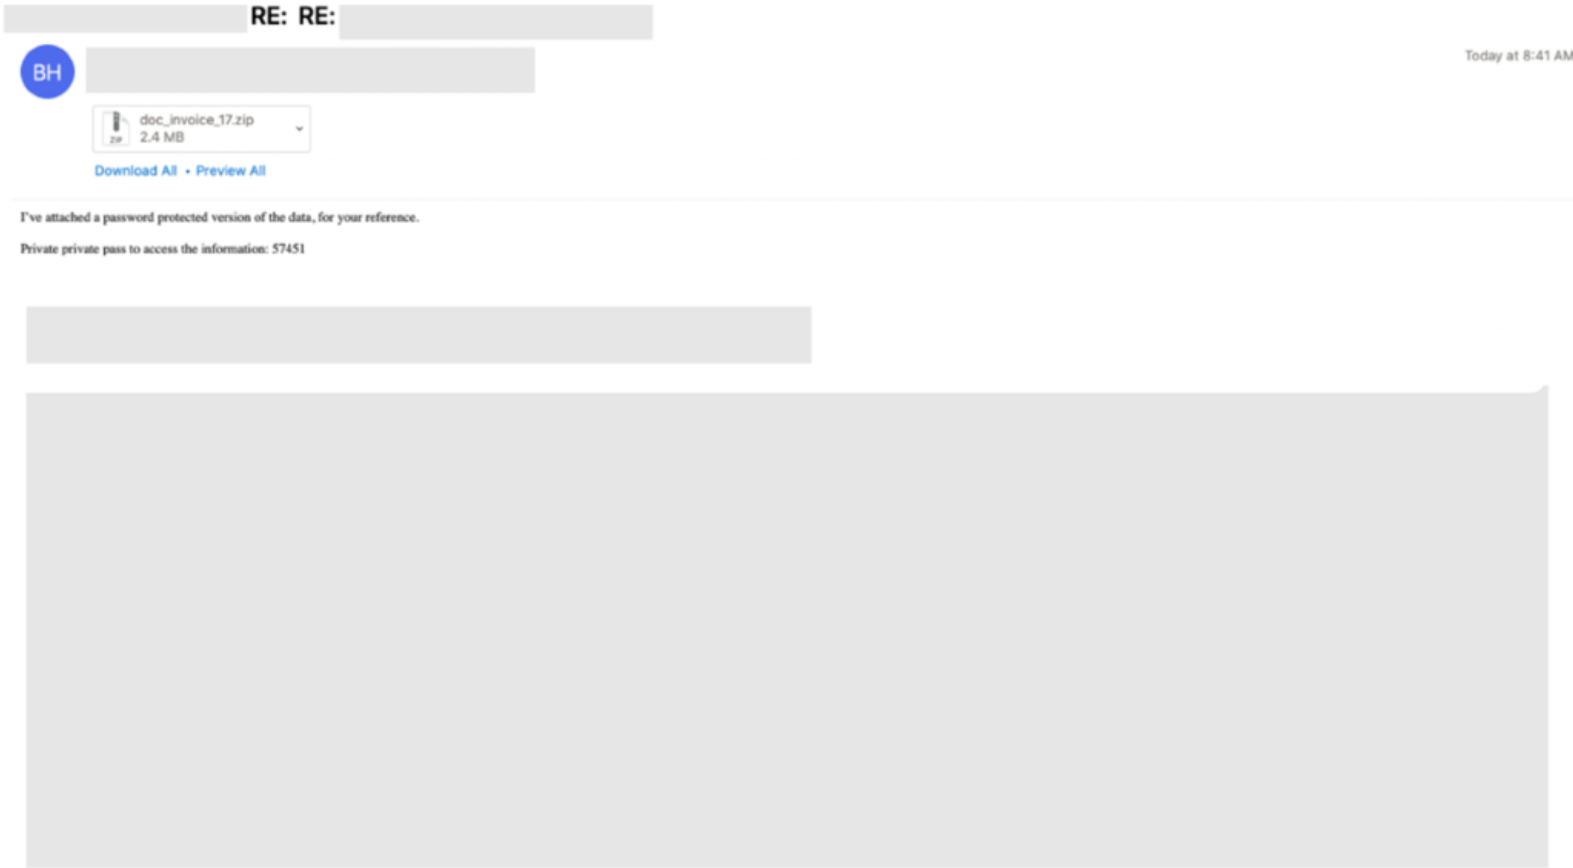 RE: RE:
BH
Today at 8:41 AM
doc_invoice_17.zip
ZIP
2.4 MB
Download All • Preview All
I've attached a password protected version of the data, for your reference.
Private private pass to access the information: 57451